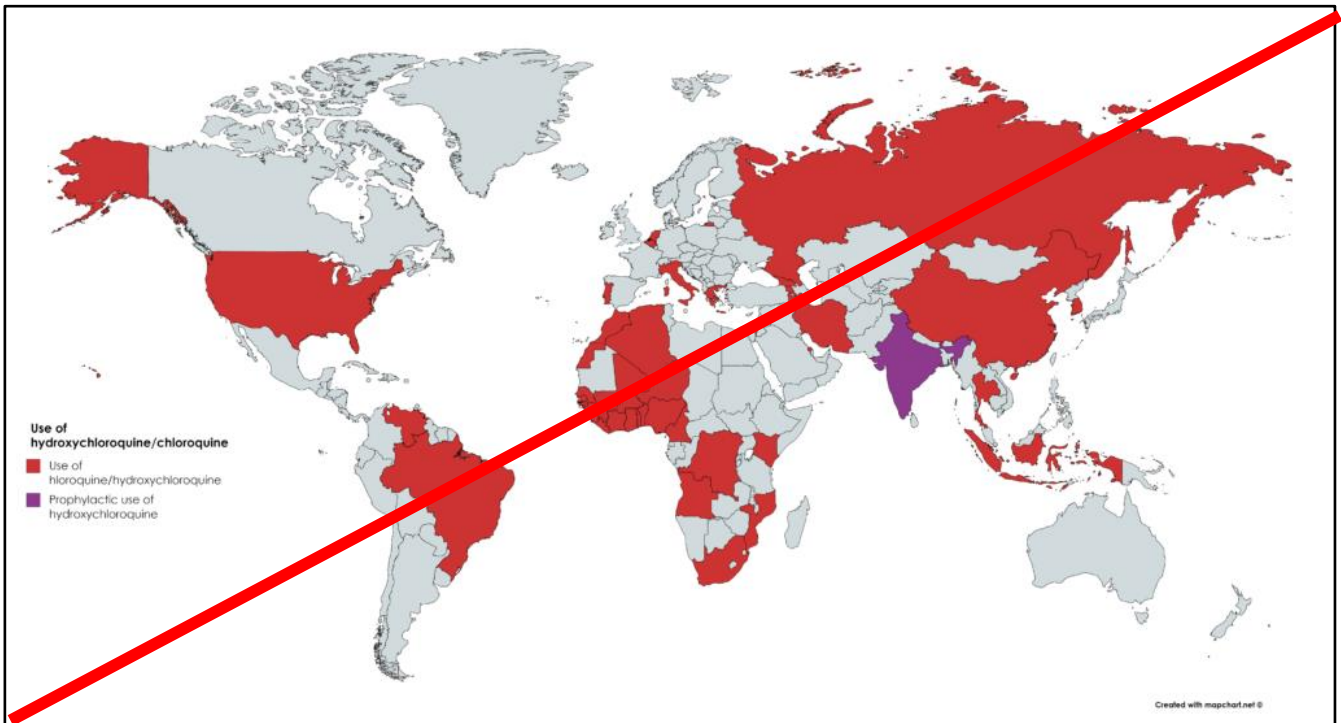 Use of
hydroxychloroquine/chloroquine
Use of
hloroquine/hydroxychloroquine
Prophylactic use of
hydroxychloroquine
Created with mapchart.net ©